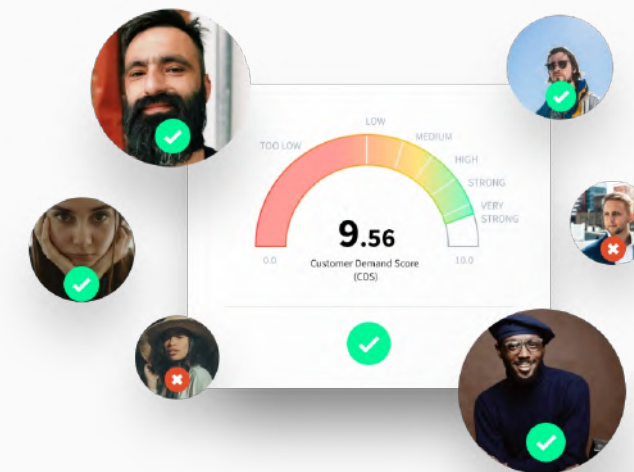 LOW
TOO LOW
MEDIUM
HIGH
STRONG
VERY
STRONG
9.56
0.0
Customer Demand Score
10.0
(CDS)